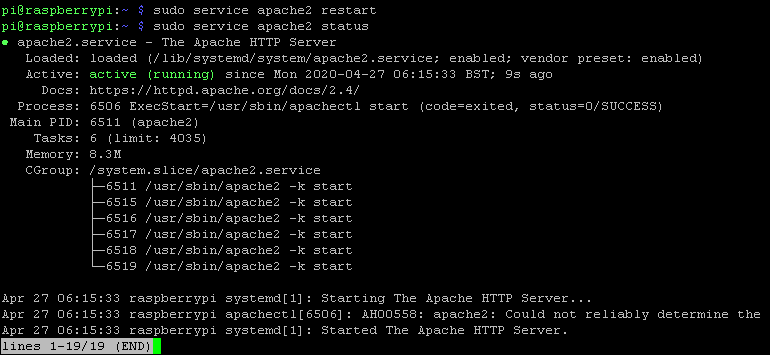 pi@raspberrypi:~ $ sudo service apache2 restart
pi@raspberrypi:~ $ sudo service apache2 status
● apache2.service - The Apache HTTP Server
   Loaded: loaded (/lib/systemd/system/apache2.service; enabled; vendor preset: enabled)
   Active: active (running) since Mon 2020-04-27 06:15:33 BST; 9s ago
     Docs: https://httpd.apache.org/docs/2.4/
  Process: 6506 ExecStart=/usr/sbin/apachectl start (code=exited, status=0/SUCCESS)
 Main PID: 6511 (apache2)
    Tasks: 6 (limit: 4035)
   Memory: 8.3M
   CGroup: /system.slice/apache2.service
           ├─6511 /usr/sbin/apache2 -k start
           ├─6515 /usr/sbin/apache2 -k start
           ├─6516 /usr/sbin/apache2 -k start
           ├─6517 /usr/sbin/apache2 -k start
           ├─6518 /usr/sbin/apache2 -k start
           └─6519 /usr/sbin/apache2 -k start
Apr 27 06:15:33 raspberrypi systemd[1]: Starting The Apache HTTP Server...
Apr 27 06:15:33 raspberrypi apachectl[6506]: AH00558: apache2: Could not reliably determine the
Apr 27 06:15:33 raspberrypi systemd[1]: Started The Apache HTTP Server.
lines 1-19/19 (END)